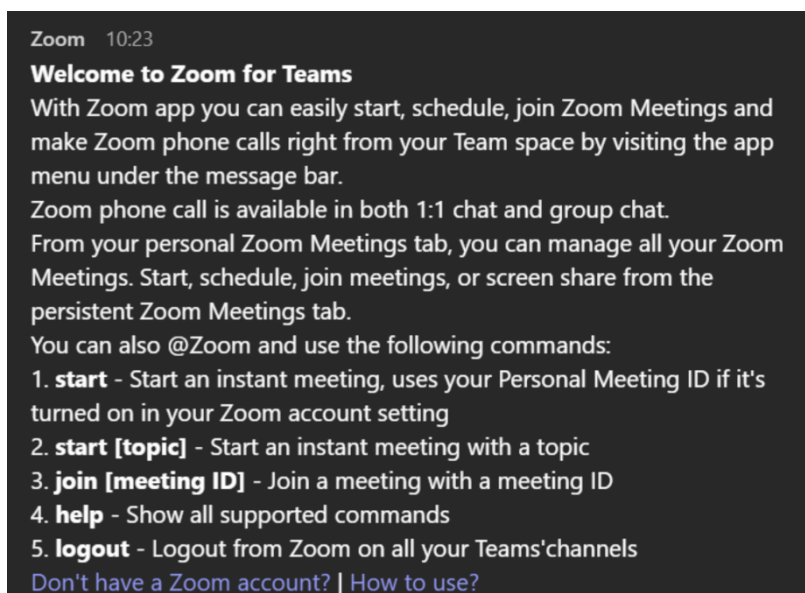 Zoom 10:23
Welcome to Zoom for Teams
With Zoom app you can easily start, schedule, join Zoom Meetings and
make Zoom phone calls right from your Team space by visiting the app
menu under the message bar.
Zoom phone call is available in both 1:1 chat and group chat.
From your personal Zoom Meetings tab, you can manage all your Zoom
Meetings. Start, schedule, join meetings, or screen share from the
persistent Zoom Meetings tab.
You can also @Zoom and use the following commands:
1. start - Start an instant meeting, uses your Personal Meeting ID if it's
turned on in your Zoom account setting
2. start [topic] - Start an instant meeting with a topic
3. join [meeting ID] - Join a meeting with a meeting ID
4. help - Show all supported commands
5. logout - Logout from Zoom on all your Teams'channels
Don't have a Zoom account? | How to use?